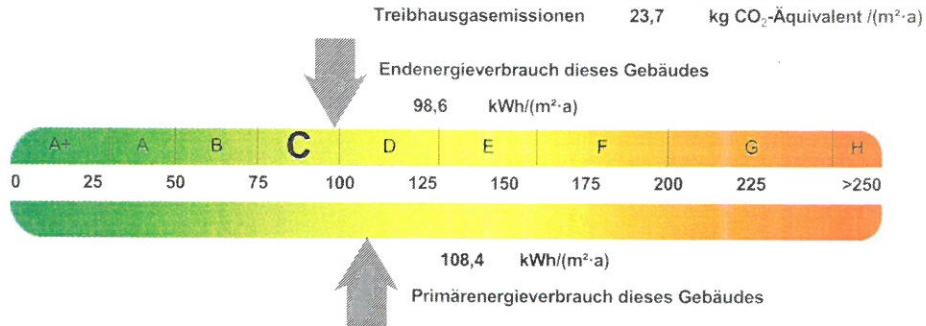 Treibhausgasemissionen 23,7 kg CO₂-Äquivalent /(m²·a)
Endenergieverbrauch dieses Gebäudes
98,6 kWh/(m²·a)
A+ A B C D E F G H
0 25 50 75 100 125 150 175 200 225 >250
108,4 kWh/(m²·a)
Primärenergieverbrauch dieses Gebäudes